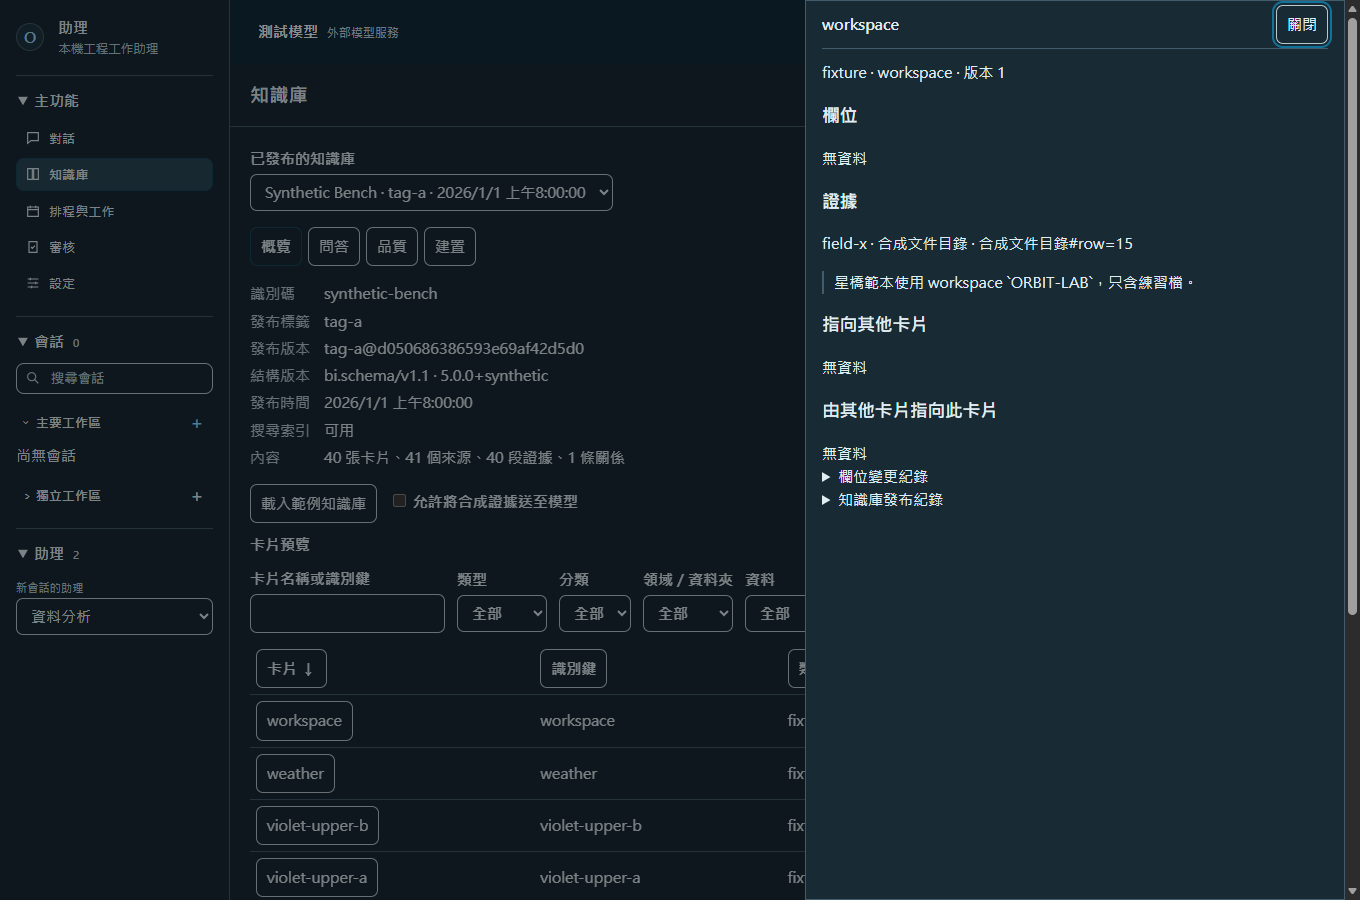 O
助理
本機工程工作助理
▼ 主功能
對話
知識庫
排程與工作
審核
設定
▼ 會話 0
搜尋會話
主要工作區 +
尚無會話
獨立工作區 +
▼ 助理 2
新會話的助理
資料分析
測試模型 外部模型服務
知識庫
已發布的知識庫
Synthetic Bench · tag-a · 2026/1/1 上午8:00:00
概覽 問答 品質 建置
識別碼 synthetic-bench
發布標籤 tag-a
發布版本 tag-a@d050686386593e69af42d5d0
結構版本 bi.schema/v1.1 · 5.0.0+synthetic
發布時間 2026/1/1 上午8:00:00
搜尋索引 可用
內容 40 張卡片、41 個來源、40 段證據、1 條關係
載入範例知識庫 允許將合成證據送至模型
卡片預覽
卡片名稱或識別鍵 類型 分類 領域 / 資料夾 資料
全部 全部 全部 全部
卡片 ↓ 識別鍵
workspace workspace fix
weather weather fix
violet-upper-b violet-upper-b fix
violet-upper-a violet-upper-a fix
workspace 關閉
fixture · workspace · 版本 1
欄位
無資料
證據
field-x · 合成文件目錄 · 合成文件目錄#row=15
星橋範本使用 workspace `ORBIT-LAB`，只含練習檔。
指向其他卡片
無資料
由其他卡片指向此卡片
無資料
▶ 欄位變更紀錄
▶ 知識庫發布紀錄